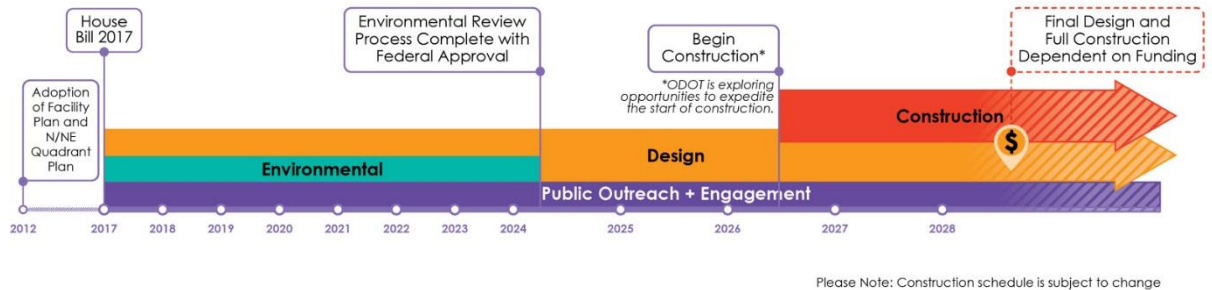 House
Bill 2017
Environmental Review
Process Complete with
Federal Approval
Begin
Construction*
Final Design and
Full Construction
Dependent on Funding
Adoption
of Facility
Plan and
N/NE
Quadrant
Plan
*ODOT is exploring
opportunities to expedite
the start of construction.
Construction
$
Environmental
Design
Public Outreach + Engagement
2012
2017
2018
2019
2020
2021
2022
2023
2024
2025
2026
2027
2028
Please Note: Construction schedule is subject to change